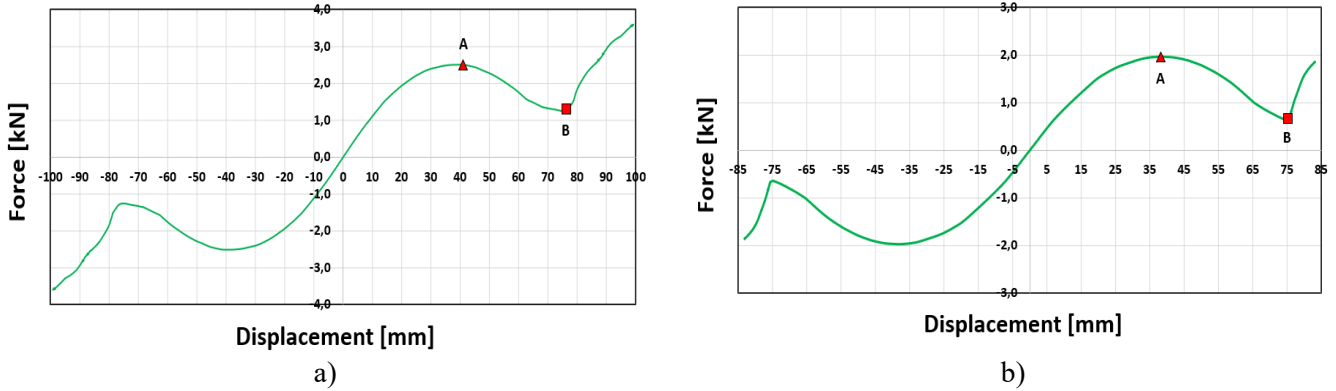 4,0
3,0
2,0
1,0
0,0
-1,0
-2,0
-3,0
-4,0
-100 -90 -80 -70 -60 -50 -40 -30 -20 -10 0 10 20 30 40 50 60 70 80 90 100
A
B
Force [kN]
Displacement [mm]
a)
3,0
2,0
1,0
0,0
-1,0
-2,0
-3,0
-85 -75 -65 -55 -45 -35 -25 -15 -5 5 15 25 35 45 55 65 75 85
A
B
Force [kN]
Displacement [mm]
b)